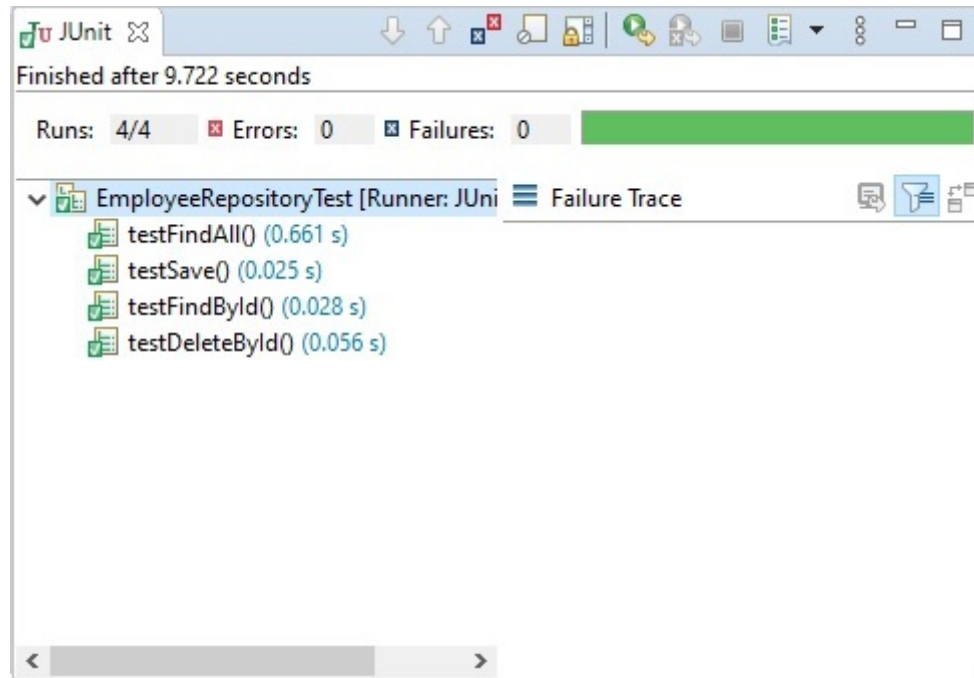 JUnit
Finished after 9.722 seconds
Runs: 4/4 Errors: 0 Failures: 0
EmployeeRepositoryTest [Runner: JUni
Failure Trace
testFindAll() (0.661 s)
testSave() (0.025 s)
testFindById() (0.028 s)
testDeleteById() (0.056 s)